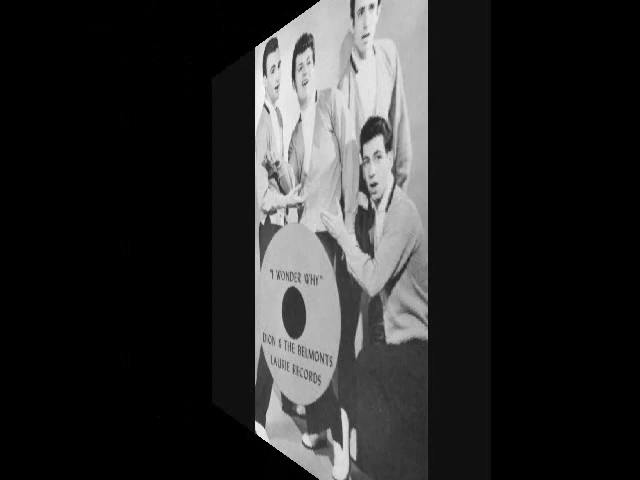 "I WONDER WHY"
DION & THE BELMONTS
LAURIE RECORDS